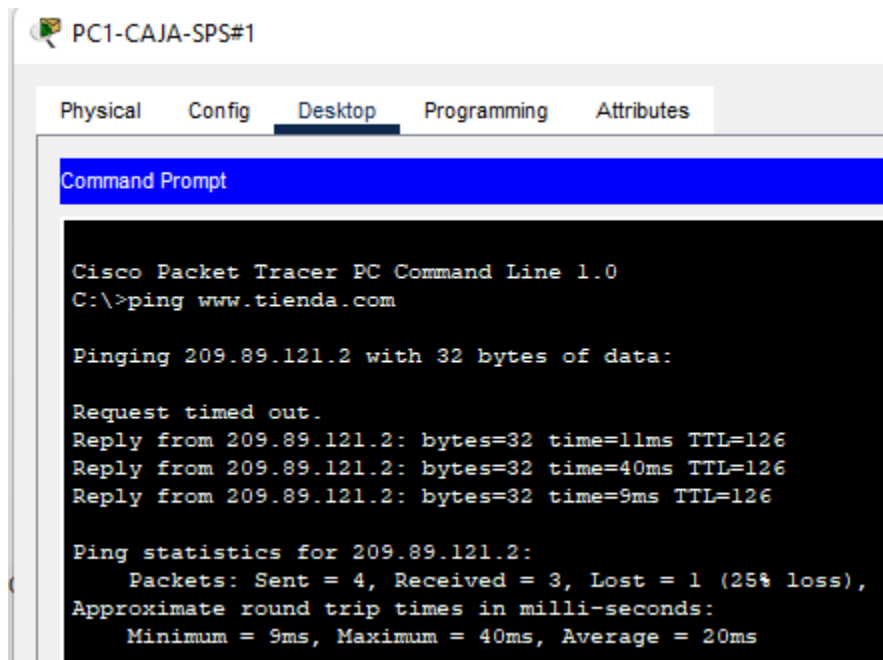 PC1-CAJA-SPS#1
Physical Config Desktop Programming Attributes
Command Prompt
Cisco Packet Tracer PC Command Line 1.0
C:\>ping www.tienda.com
Pinging 209.89.121.2 with 32 bytes of data:
Request timed out.
Reply from 209.89.121.2: bytes=32 time=11ms TTL=126
Reply from 209.89.121.2: bytes=32 time=40ms TTL=126
Reply from 209.89.121.2: bytes=32 time=9ms TTL=126
Ping statistics for 209.89.121.2:
Packets: Sent = 4, Received = 3, Lost = 1 (25% loss),
Approximate round trip times in milli-seconds:
Minimum = 9ms, Maximum = 40ms, Average = 20ms